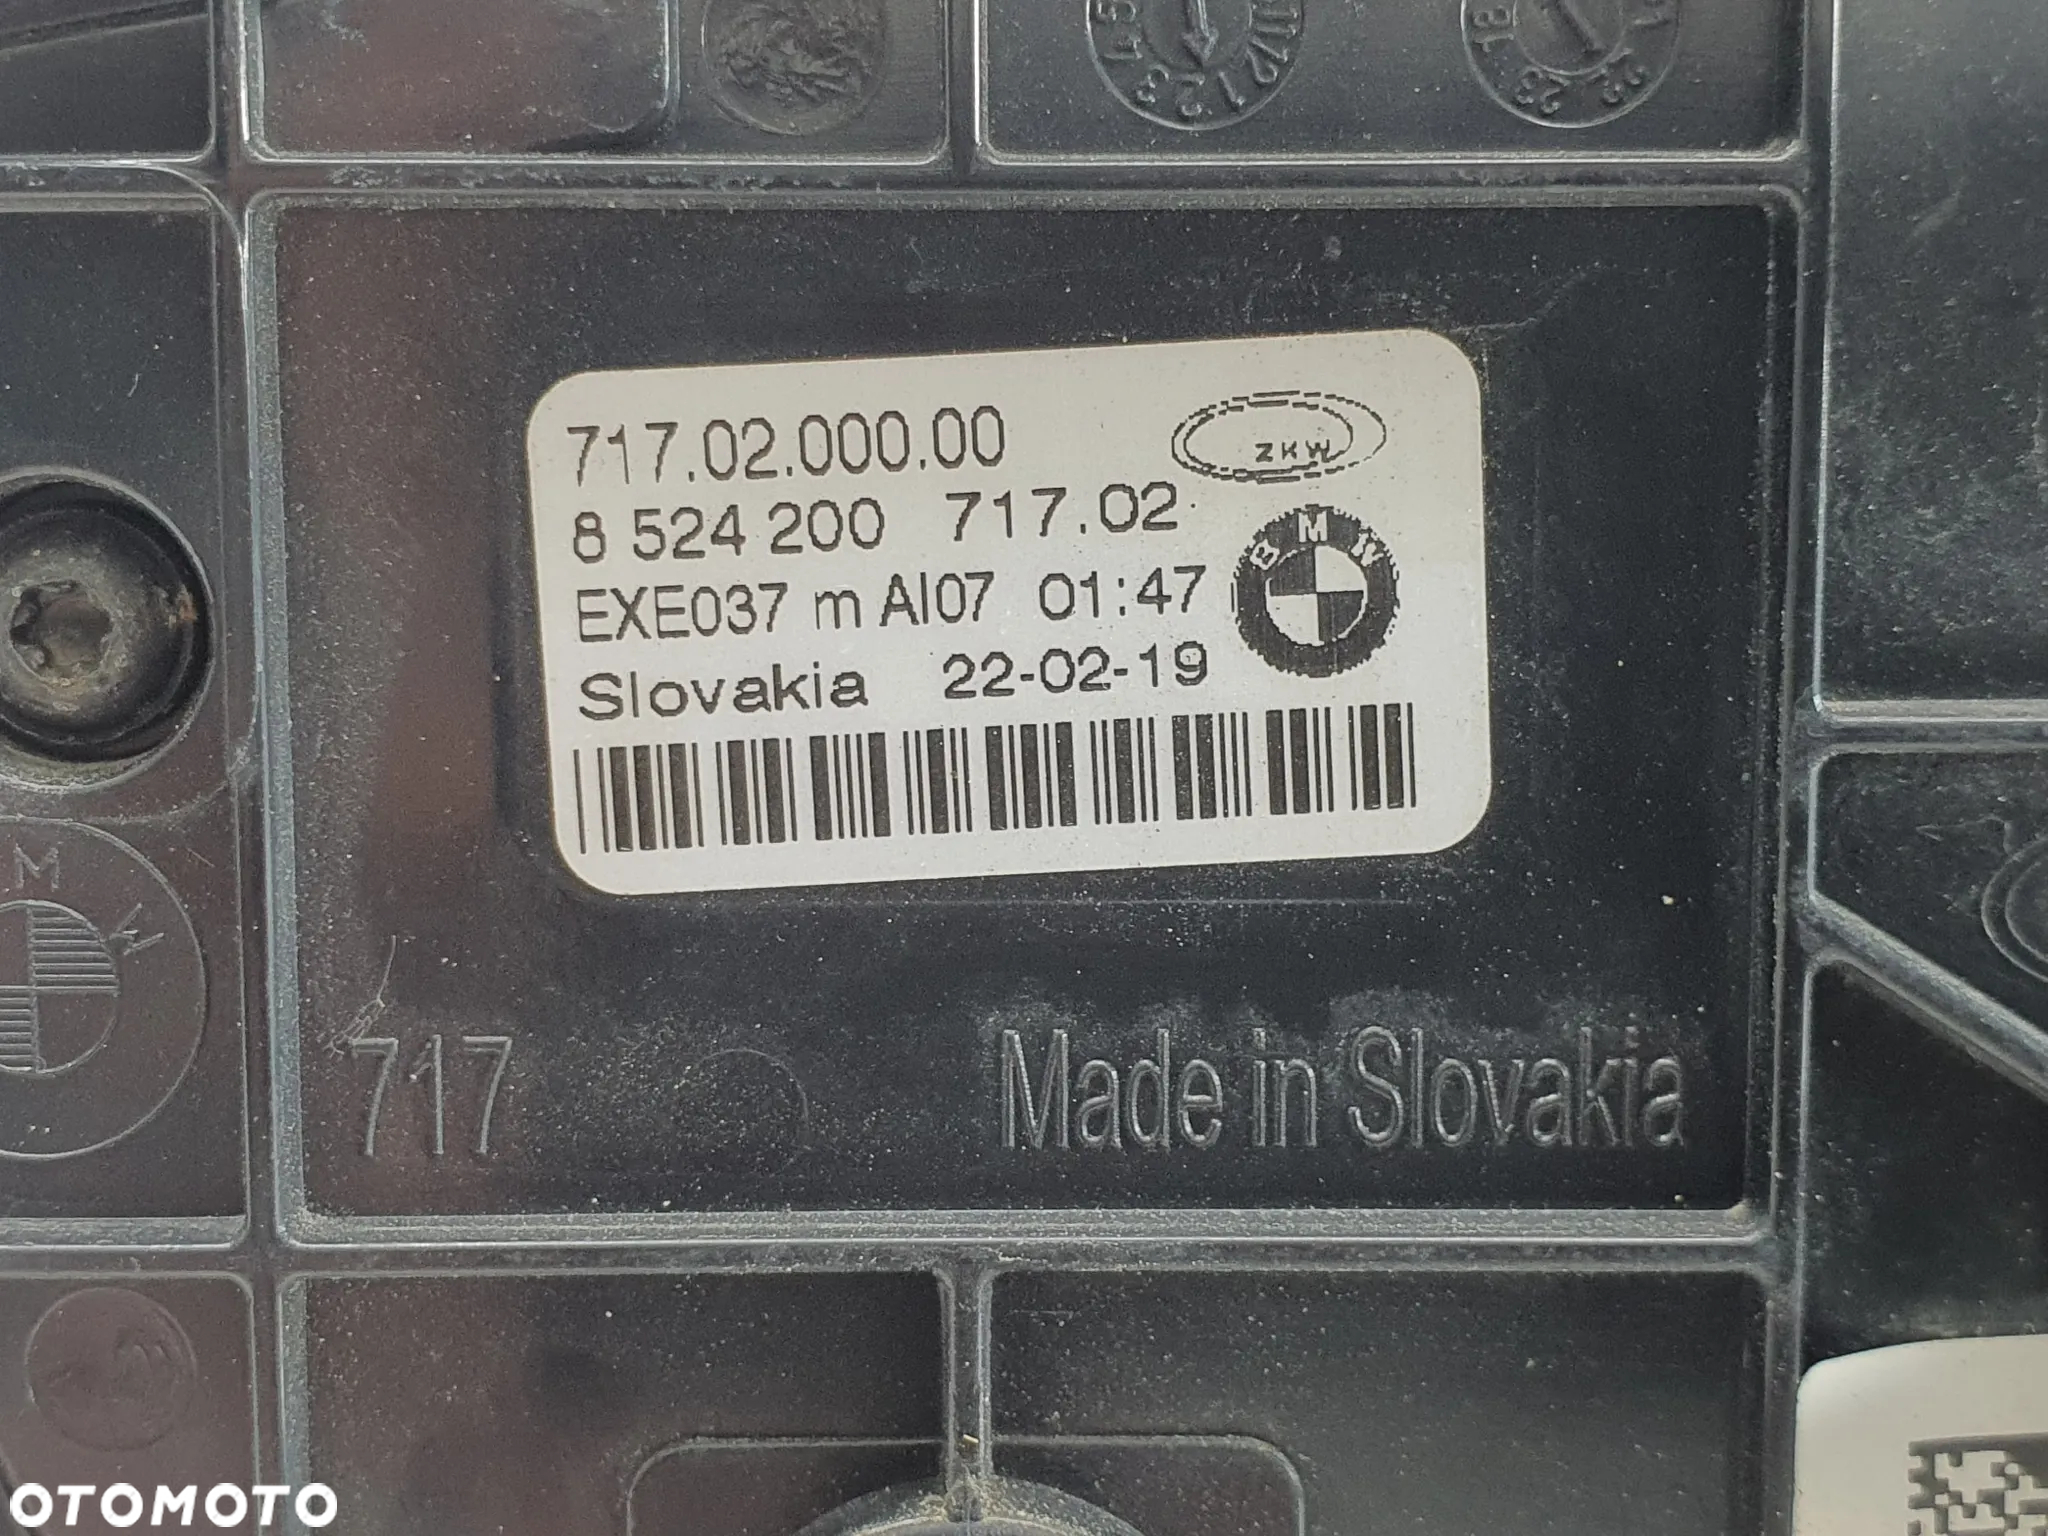 717.02.000.00
ZKW
8 524 200 717.02
BMW
EXE037 m AI07 01:47
Slovakia 22-02-19
M W
717
Made in Slovakia
OTOMOTO